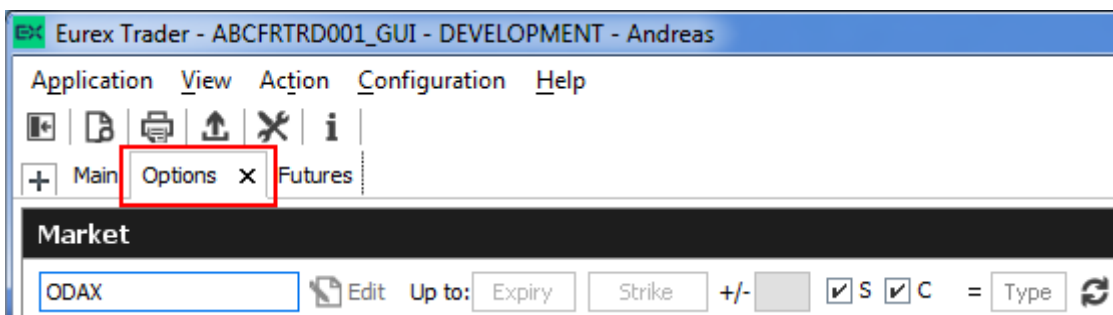 EX Eurex Trader - ABCFRTRD001_GUI - DEVELOPMENT - Andreas
Application View Action Configuration Help
i
+ Main Options X Futures
Market
ODAX Edit Up to: Expiry Strike +/- S C = Type